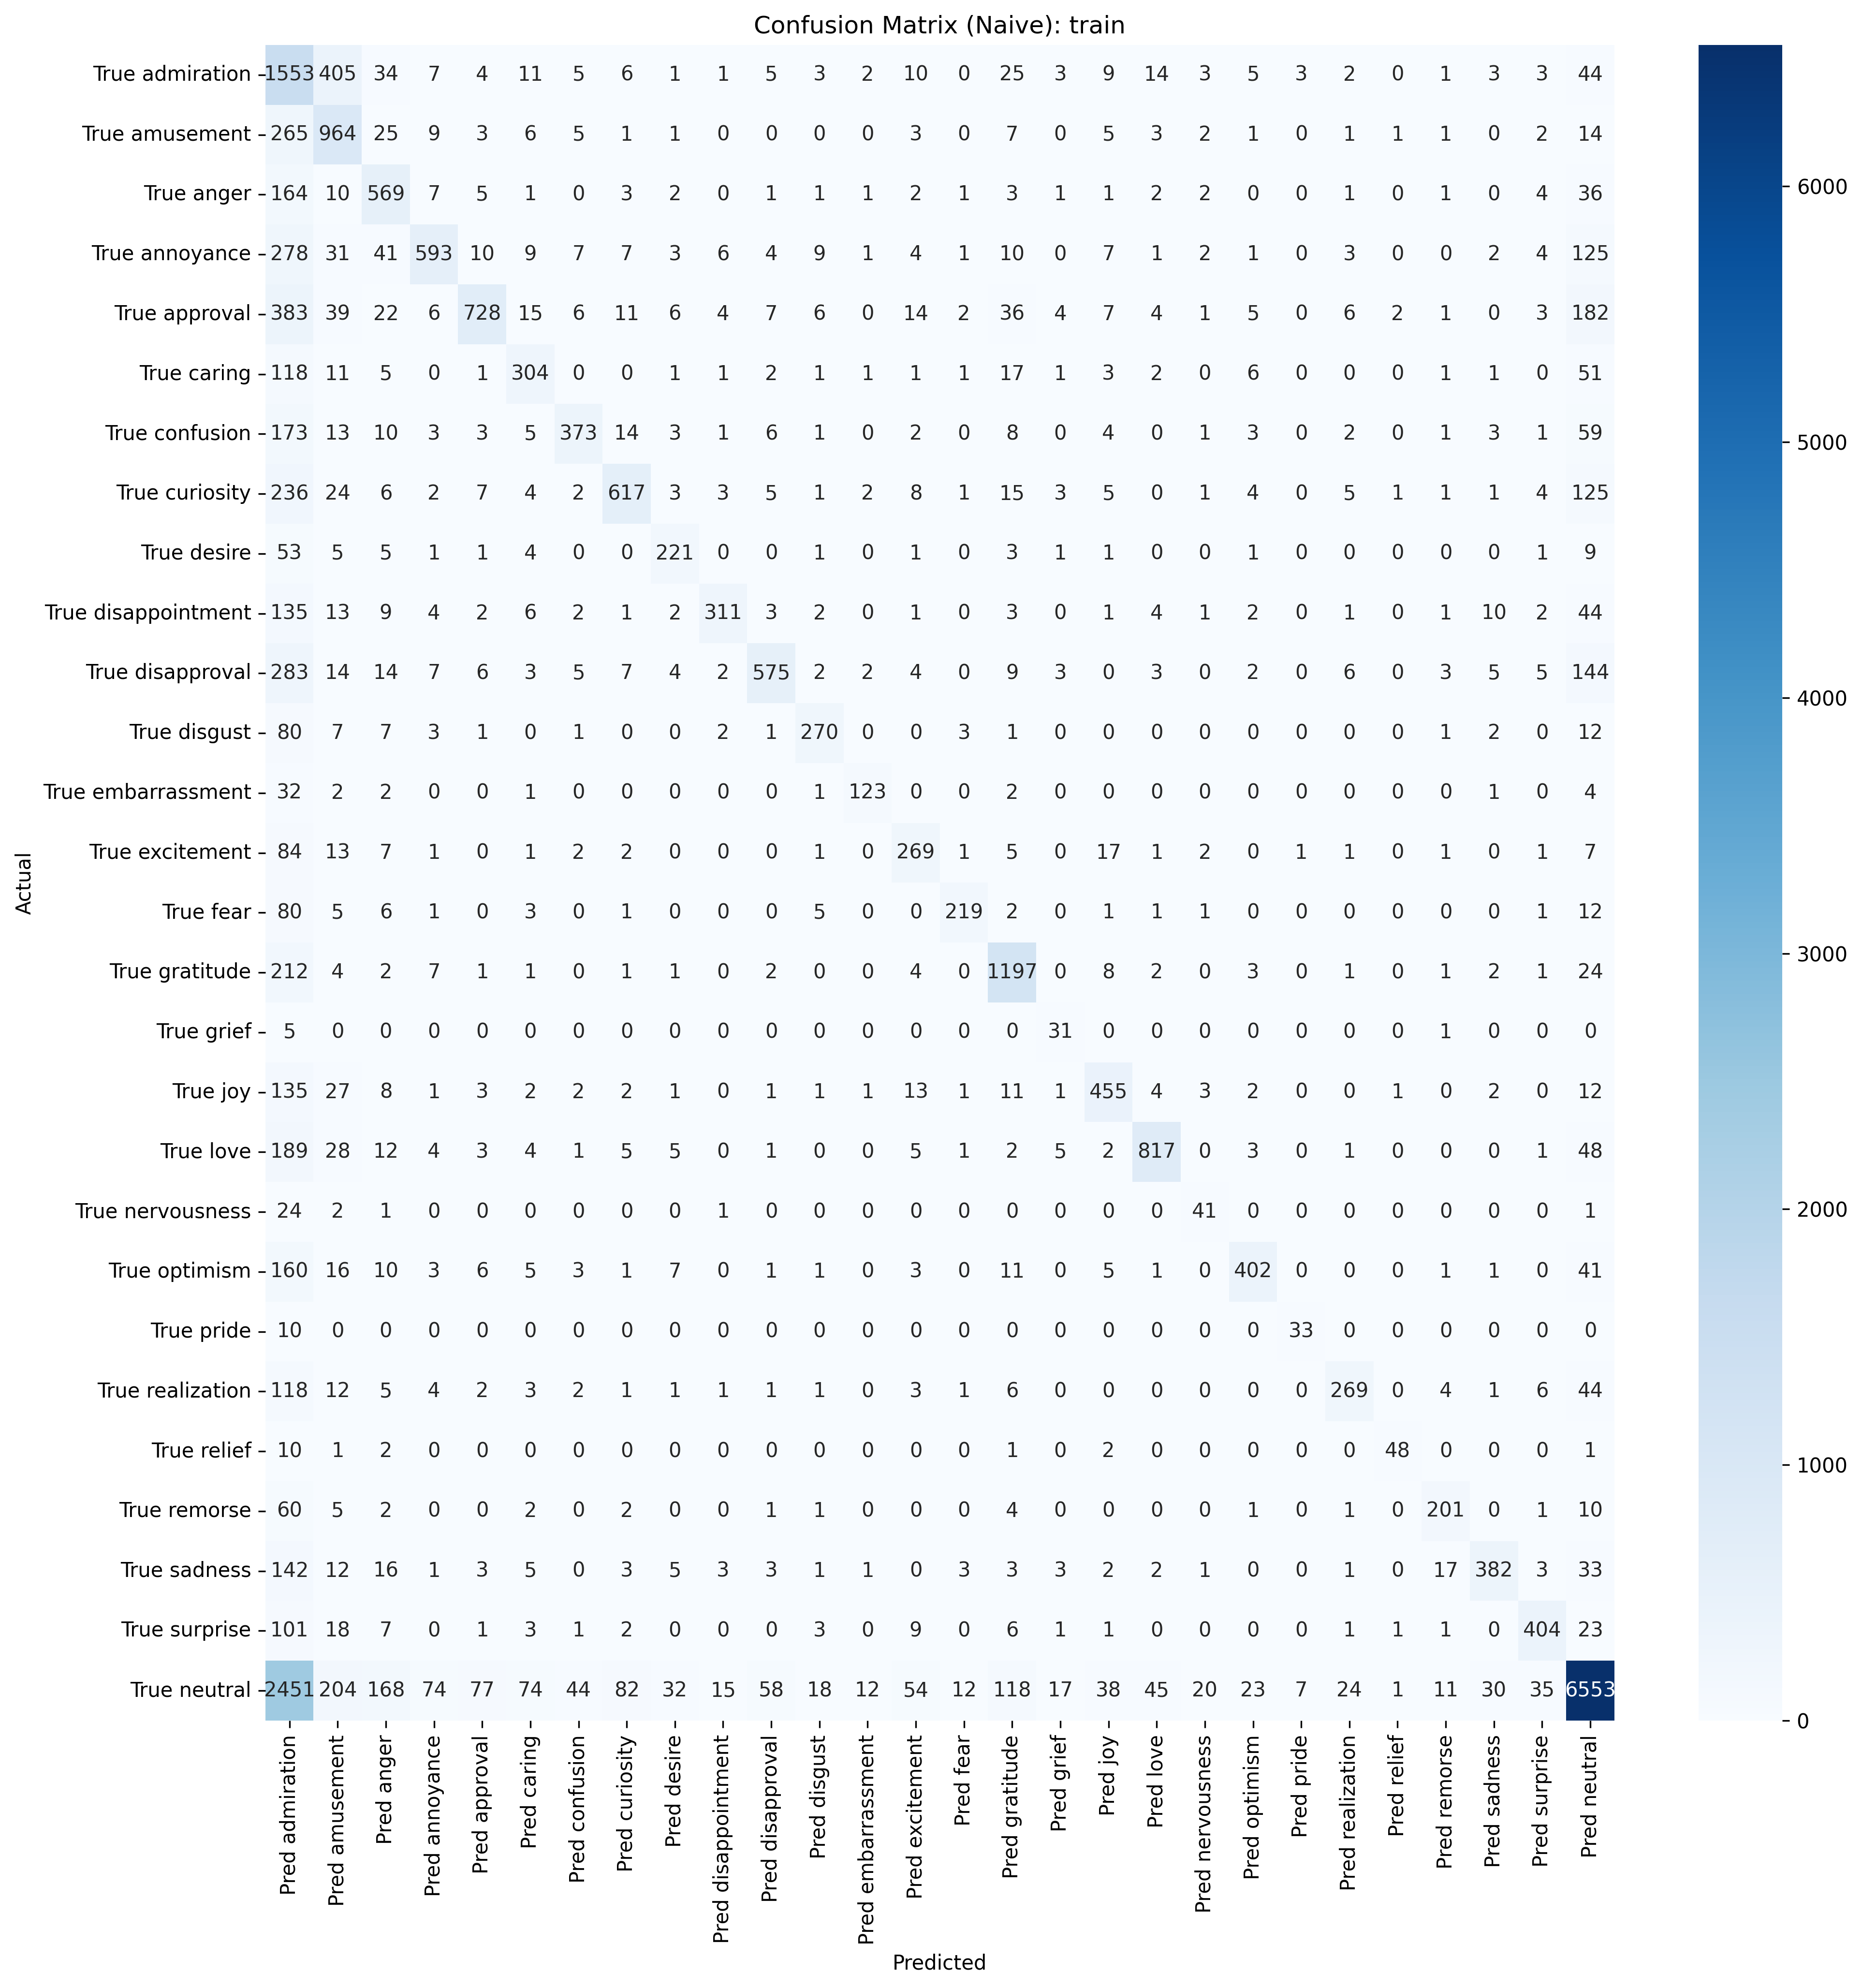 Confusion Matrix (Naive): train
True admiration 1553 405 34 7 4 11 5 6 1 1 5 3 2 10 0 25 3 9 14 3 5 3 2 0 1 3 3 44
True amusement 265 964 25 9 3 6 5 1 1 0 0 0 0 3 0 7 0 5 3 2 1 0 1 1 1 0 2 14
True anger 164 10 569 7 5 1 0 3 2 0 1 1 1 2 1 3 1 1 2 2 0 0 1 0 1 0 4 36
True annoyance 278 31 41 593 10 9 7 7 3 6 4 9 1 4 1 10 0 7 1 2 1 0 3 0 0 2 4 125
True approval 383 39 22 6 728 15 6 11 6 4 7 6 0 14 2 36 4 7 4 1 5 0 6 2 1 0 3 182
True caring 118 11 5 0 1 304 0 0 1 1 2 1 1 1 1 17 1 3 2 0 6 0 0 0 1 1 0 51
True confusion 173 13 10 3 3 5 373 14 3 1 6 1 0 2 0 8 0 4 0 1 3 0 2 0 1 3 1 59
True curiosity 236 24 6 2 7 4 2 617 3 3 5 1 2 8 1 15 3 5 0 1 4 0 5 1 1 1 4 125
True desire 53 5 5 1 1 4 0 0 221 0 0 1 0 1 0 3 1 1 0 0 1 0 0 0 0 0 1 9
True disappointment 135 13 9 4 2 6 2 1 2 311 3 2 0 1 0 3 0 1 4 1 2 0 1 0 1 10 2 44
True disapproval 283 14 14 7 6 3 5 7 4 2 575 2 2 4 0 9 3 0 3 0 2 0 6 0 3 5 5 144
True disgust 80 7 7 3 1 0 1 0 0 2 1 270 0 0 3 1 0 0 0 0 0 0 0 0 1 2 0 12
True embarrassment 32 2 2 0 0 1 0 0 0 0 0 1 123 0 0 2 0 0 0 0 0 0 0 0 0 1 0 4
True excitement 84 13 7 1 0 1 2 2 0 0 0 1 0 269 1 5 0 17 1 2 0 1 1 0 1 0 1 7
True fear 80 5 6 1 0 3 0 1 0 0 0 5 0 0 219 2 0 1 1 1 0 0 0 0 0 0 1 12
True gratitude 212 4 2 7 1 1 0 1 1 0 2 0 0 4 0 1197 0 8 2 0 3 0 1 0 1 2 1 24
True grief 5 0 0 0 0 0 0 0 0 0 0 0 0 0 0 0 31 0 0 0 0 0 0 0 1 0 0 0
True joy 135 27 8 1 3 2 2 2 1 0 1 1 1 13 1 11 1 455 4 3 2 0 0 1 0 2 0 12
True love 189 28 12 4 3 4 1 5 5 0 1 0 0 5 1 2 5 2 817 0 3 0 1 0 0 0 1 48
True nervousness 24 2 1 0 0 0 0 0 0 1 0 0 0 0 0 0 0 0 0 41 0 0 0 0 0 0 0 1
True optimism 160 16 10 3 6 5 3 1 7 0 1 1 0 3 0 11 0 5 1 0 402 0 0 0 1 1 0 41
True pride 10 0 0 0 0 0 0 0 0 0 0 0 0 0 0 0 0 0 0 0 0 33 0 0 0 0 0 0
True realization 118 12 5 4 2 3 2 1 1 1 1 1 0 3 1 6 0 0 0 0 0 0 269 0 4 1 6 44
True relief 10 1 2 0 0 0 0 0 0 0 0 0 0 0 0 1 0 2 0 0 0 0 0 48 0 0 0 1
True remorse 60 5 2 0 0 2 0 2 0 0 1 1 0 0 0 4 0 0 0 0 1 0 1 0 201 0 1 10
True sadness 142 12 16 1 3 5 0 3 5 3 3 1 1 0 3 3 3 2 2 1 0 0 1 0 17 382 3 33
True surprise 101 18 7 0 1 3 1 2 0 0 0 3 0 9 0 6 1 1 0 0 0 0 1 1 1 0 404 23
True neutral 2451 204 168 74 77 74 44 82 32 15 58 18 12 54 12 118 17 38 45 20 23 7 24 1 11 30 35 6553
Actual
Pred admiration
Pred amusement
Pred anger
Pred annoyance
Pred approval
Pred caring
Pred confusion
Pred curiosity
Pred desire
Pred disappointment
Pred disapproval
Pred disgust
Pred embarrassment
Pred excitement
Pred fear
Pred gratitude
Pred grief
Pred joy
Pred love
Pred nervousness
Pred optimism
Pred pride
Pred realization
Pred relief
Pred remorse
Pred sadness
Pred surprise
Pred neutral
Predicted
6000
5000
4000
3000
2000
1000
0